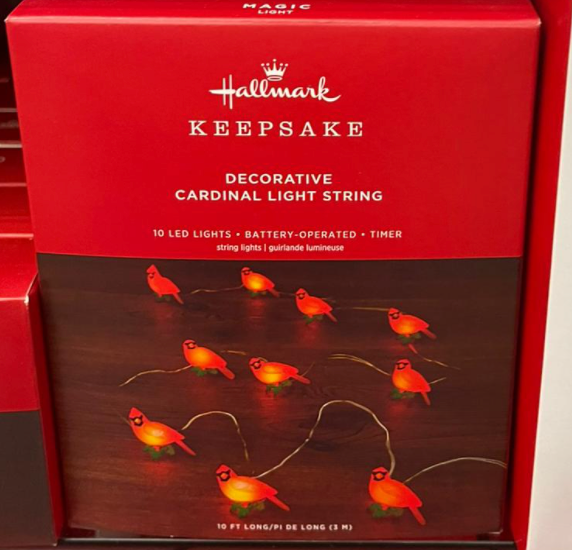 MAGIC
LIGHT
Hallmark
KEEPSAKE
DECORATIVE
CARDINAL LIGHT STRING
10 LED LIGHTS • BATTERY-OPERATED • TIMER
string lights | guirlande lumineuse
10 FT LONG/PI DE LONG (3 M)